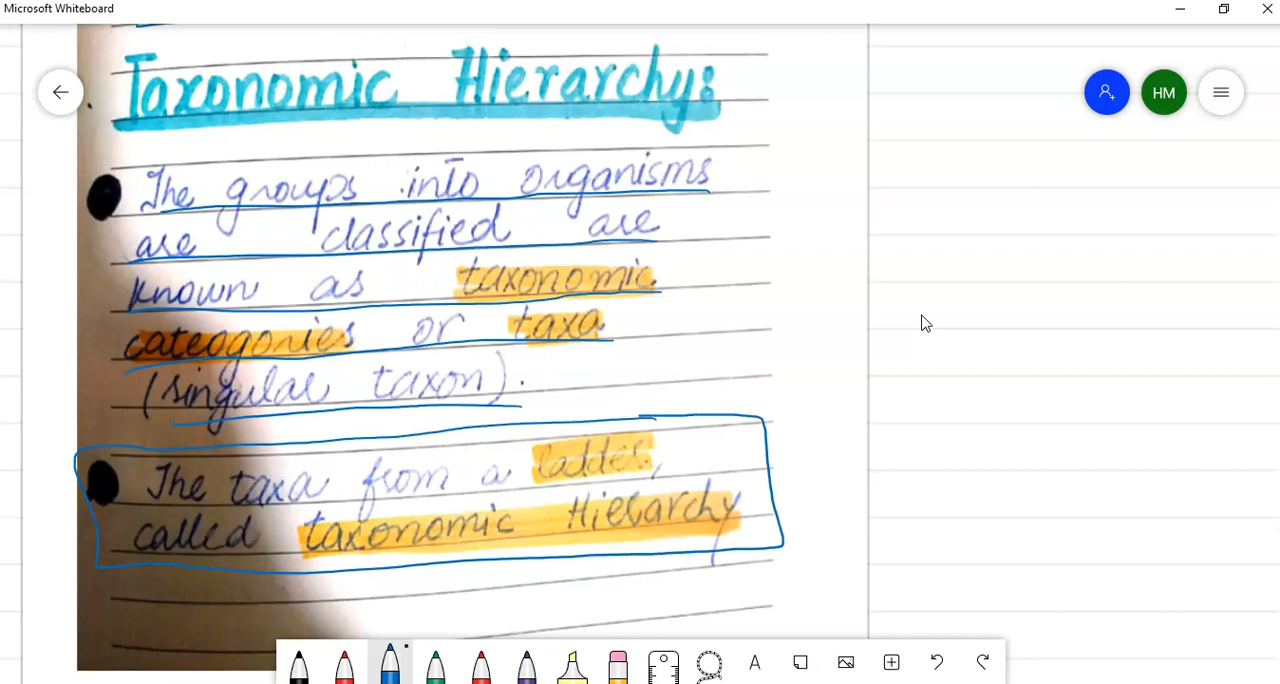 Microsoft Whiteboard
Taxonomic Hierarchy:
HM
The groups into organisms
are classified are
known as taxonomic
cateogories or taxa
(singular taxon).
The taxa from a ladder,
called taxonomic Hierarchy
A